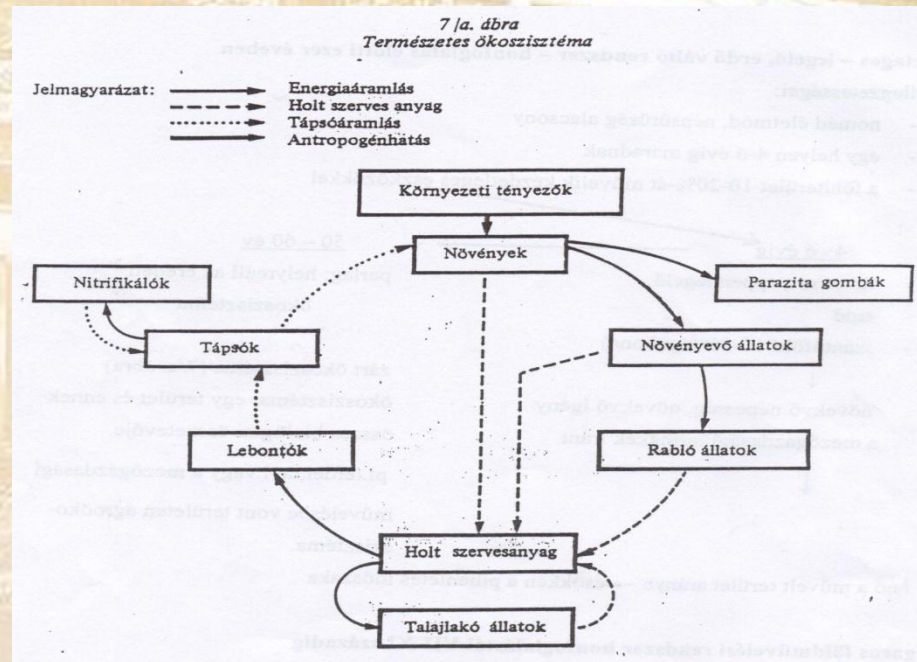 7/a. ábra
Természetes ökoszisztéma
Jelmagyarázat:
Energiaáramlás
Holt szerves anyag
Tápsóáramlás
Antropogénhatás
Környezeti tényezők
Növények
Nitrifikálók
Parazita gombák
Tápsók
Növényevő állatok
Lebontók
Rabló állatok
Holt szervesanyag
Talajlakó állatok